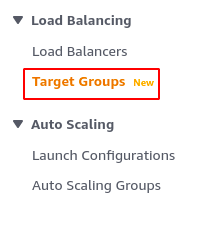 Load Balancing
Load Balancers
Target Groups New
Auto Scaling
Launch Configurations
Auto Scaling Groups